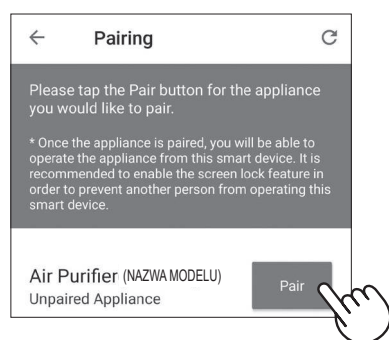 Pairing
Please tap the Pair button for the appliance
you would like to pair.
* Once the appliance is paired, you will be able to
operate the appliance from this smart device. It is
recommended to enable the screen lock feature in
order to prevent another person from operating this
smart device.
Air Purifier (NAZWA MODELU)
Unpaired Appliance
Pair